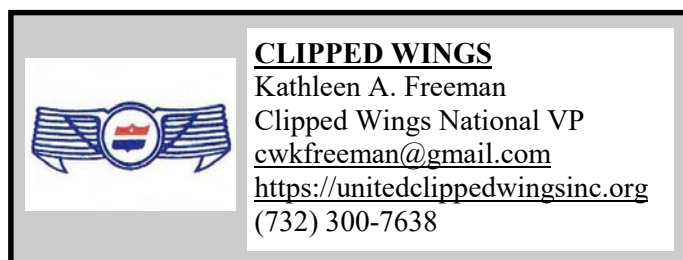 CLIPPED WINGS
Kathleen A. Freeman
Clipped Wings National VP
cwkfreeman@gmail.com
https://unitedclippedwingsinc.org
(732) 300-7638